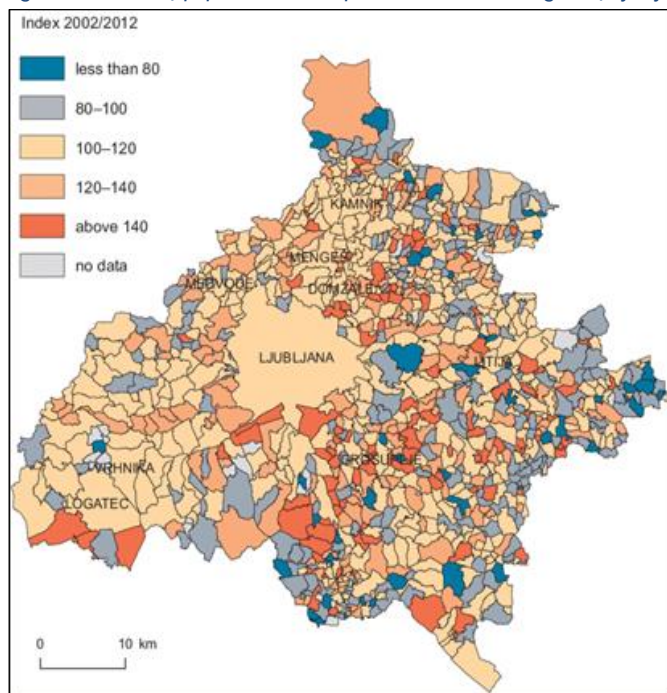 Index 2002/2012
less than 80
80–100
100–120
120–140
above 140
no data
KAMNIK
MENGEŠ
MEDVODE
DOMŽALE
LJUBLJANA
LITIJA
VRHNIKA
GROSUPLJE
LOGATEC
0 10 km